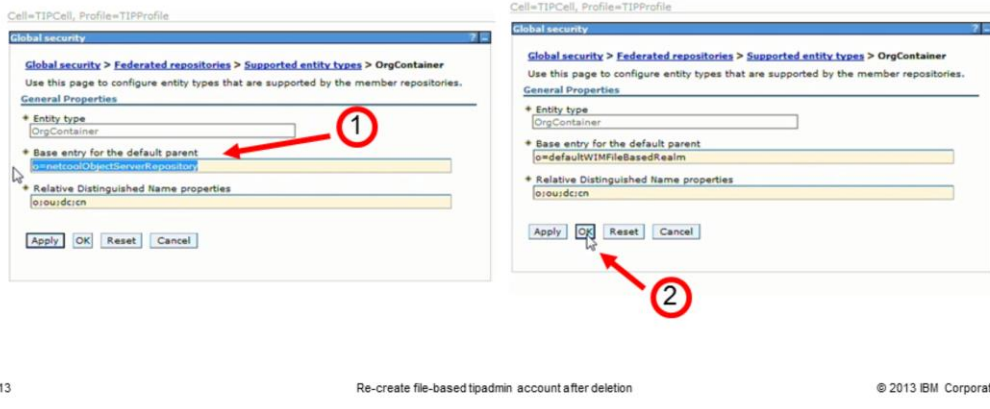 Cell=TIPCell, Profile=TIPProfile
Global security ? –
Global security > Federated repositories > Supported entity types > OrgContainer
Use this page to configure entity types that are supported by the member repositories.
General Properties
* Entity type
OrgContainer
* Base entry for the default parent
o=netcoolObjectServerRepository
* Relative Distinguished Name properties
o;ou;dc;cn
Apply OK Reset Cancel
1
Cell=TIPCell, Profile=TIPProfile
Global security ? –
Global security > Federated repositories > Supported entity types > OrgContainer
Use this page to configure entity types that are supported by the member repositories.
General Properties
* Entity type
OrgContainer
* Base entry for the default parent
o=defaultWIMFileBasedRealm
* Relative Distinguished Name properties
o;ou;dc;cn
Apply OK Reset Cancel
2
13 Re-create file-based tipadmin account after deletion © 2013 IBM Corporat